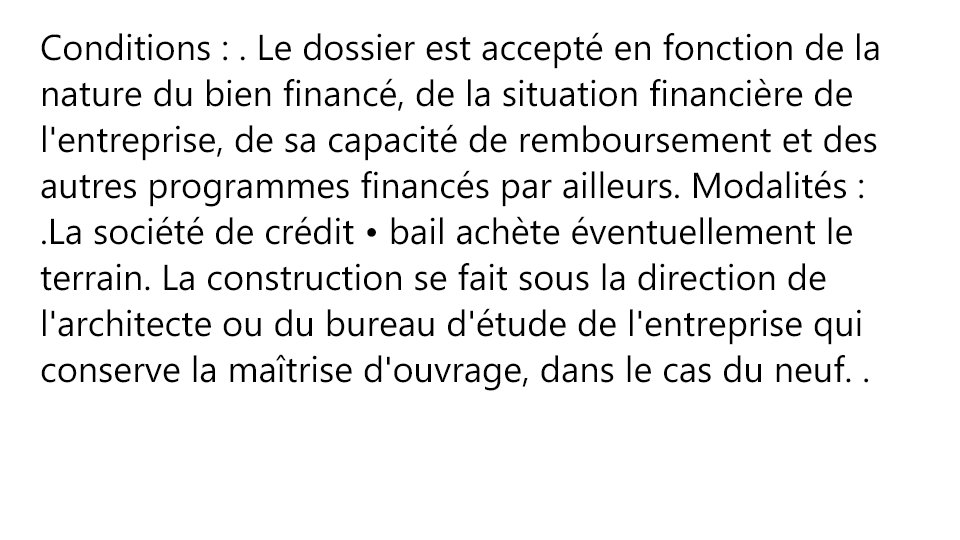 Conditions : . Le dossier est accepté en fonction de la
nature du bien financé, de la situation financière de
l'entreprise, de sa capacité de remboursement et des
autres programmes financés par ailleurs. Modalités :
.La société de crédit • bail achète éventuellement le
terrain. La construction se fait sous la direction de
l'architecte ou du bureau d'étude de l'entreprise qui
conserve la maîtrise d'ouvrage, dans le cas du neuf. .